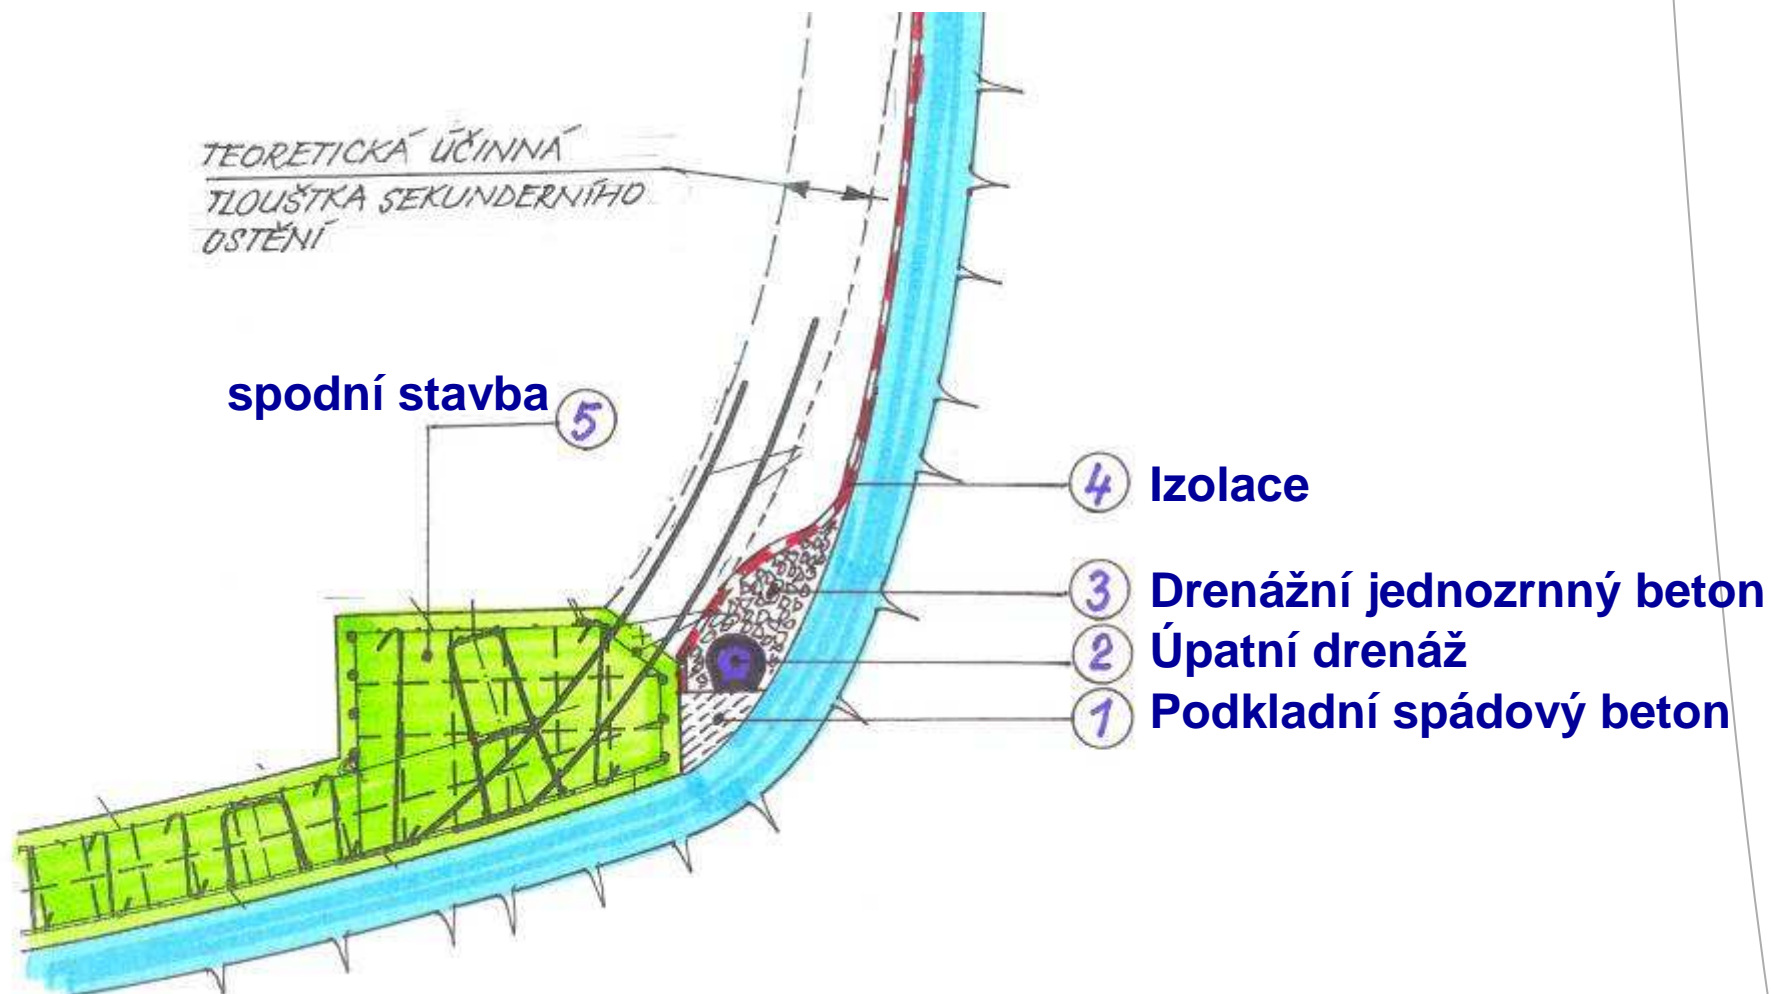 TEORETICKÁ ÚČINNÁ
TLOUŠTKA SEKUNDERNÍHO
OSTĚNÍ
spodní stavba 5
4 Izolace
3 Drenážní jednozrnný beton
2 Úpatní drenáž
1 Podkladní spádový beton